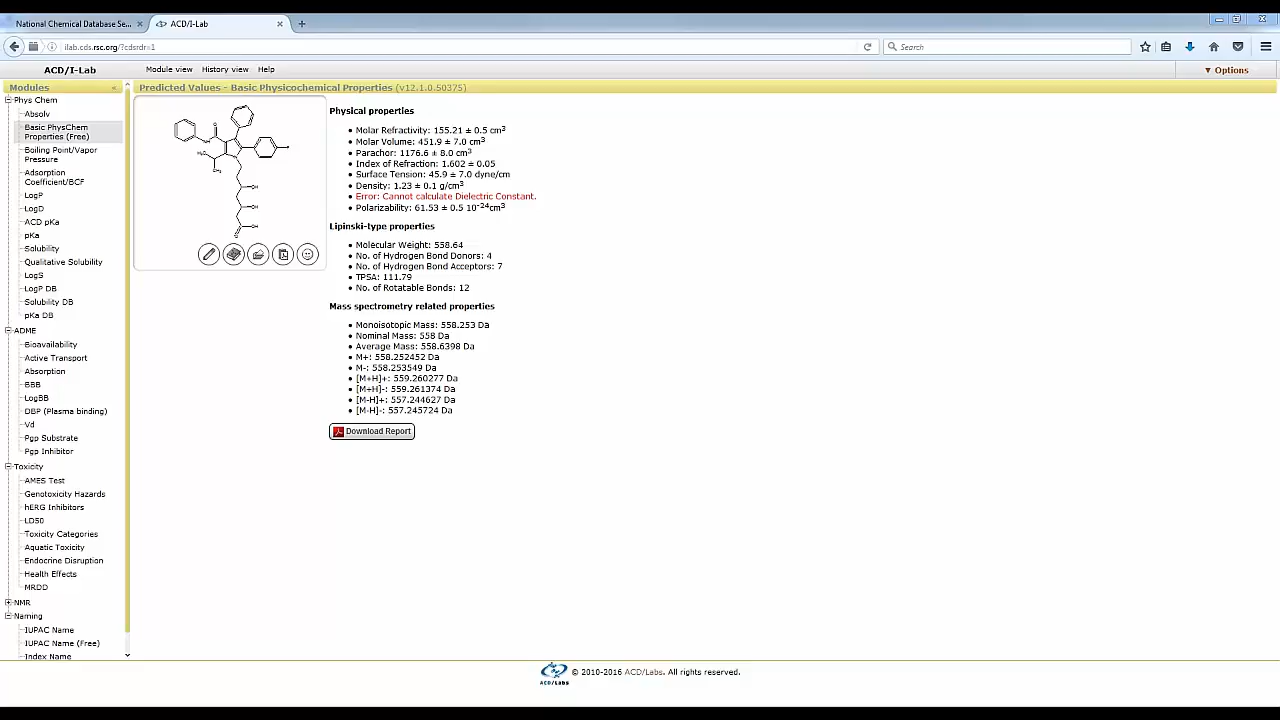 National Chemical Database Se...
ACD/I-Lab
ilab.cds.rsc.org/?cdsrdr=1
Search
ACD/I-Lab
Module view
History view
Help
▼ Options
Modules
Predicted Values - Basic Physicochemical Properties (v12.1.0.50375)
Phys Chem
Absolv
Basic PhysChem
Properties (Free)
Boiling Point/Vapor
Pressure
Adsorption
Coefficient/BCF
LogP
LogD
ACD pKa
pKa
Solubility
Qualitative Solubility
LogS
LogP DB
Solubility DB
pKa DB
ADME
Bioavailability
Active Transport
Absorption
BBB
LogBB
DBP (Plasma binding)
Vd
Pgp Substrate
Pgp Inhibitor
Toxicity
AMES Test
Genotoxicity Hazards
hERG Inhibitors
LD50
Toxicity Categories
Aquatic Toxicity
Endocrine Disruption
Health Effects
MRDD
NMR
Naming
IUPAC Name
IUPAC Name (Free)
Index Name
Physical properties
• Molar Refractivity: 155.21 ± 0.5 cm3
• Molar Volume: 451.9 ± 7.0 cm3
• Parachor: 1176.6 ± 8.0 cm3
• Index of Refraction: 1.602 ± 0.05
• Surface Tension: 45.9 ± 7.0 dyne/cm
• Density: 1.23 ± 0.1 g/cm3
• Error: Cannot calculate Dielectric Constant.
• Polarizability: 61.53 ± 0.5 10-24cm3
Lipinski-type properties
• Molecular Weight: 558.64
• No. of Hydrogen Bond Donors: 4
• No. of Hydrogen Bond Acceptors: 7
• TPSA: 111.79
• No. of Rotatable Bonds: 12
Mass spectrometry related properties
• Monoisotopic Mass: 558.253 Da
• Nominal Mass: 558 Da
• Average Mass: 558.6398 Da
• M+: 558.252452 Da
• M-: 558.253549 Da
• [M+H]+: 559.260277 Da
• [M+H]-: 559.261374 Da
• [M-H]+: 557.244627 Da
• [M-H]-: 557.245724 Da
Download Report
ACD/LABS
© 2010-2016 ACD/Labs. All rights reserved.